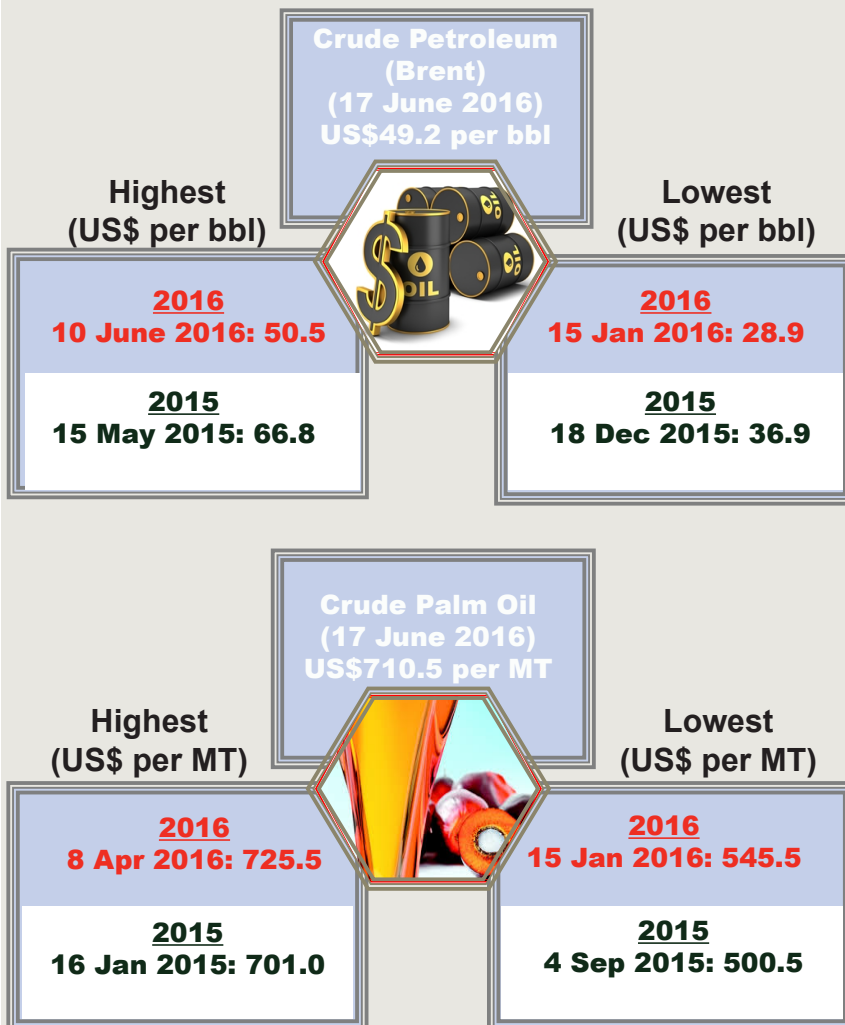 Crude Petroleum
(Brent)
(17 June 2016)
US$49.2 per bbl
Highest
(US$ per bbl)
2016
10 June 2016: 50.5
2015
15 May 2015: 66.8
OIL
OIL
OIL
Lowest
(US$ per bbl)
2016
15 Jan 2016: 28.9
2015
18 Dec 2015: 36.9
Crude Palm Oil
(17 June 2016)
US$710.5 per MT
Highest
(US$ per MT)
2016
8 Apr 2016: 725.5
2015
16 Jan 2015: 701.0
Lowest
(US$ per MT)
2016
15 Jan 2016: 545.5
2015
4 Sep 2015: 500.5